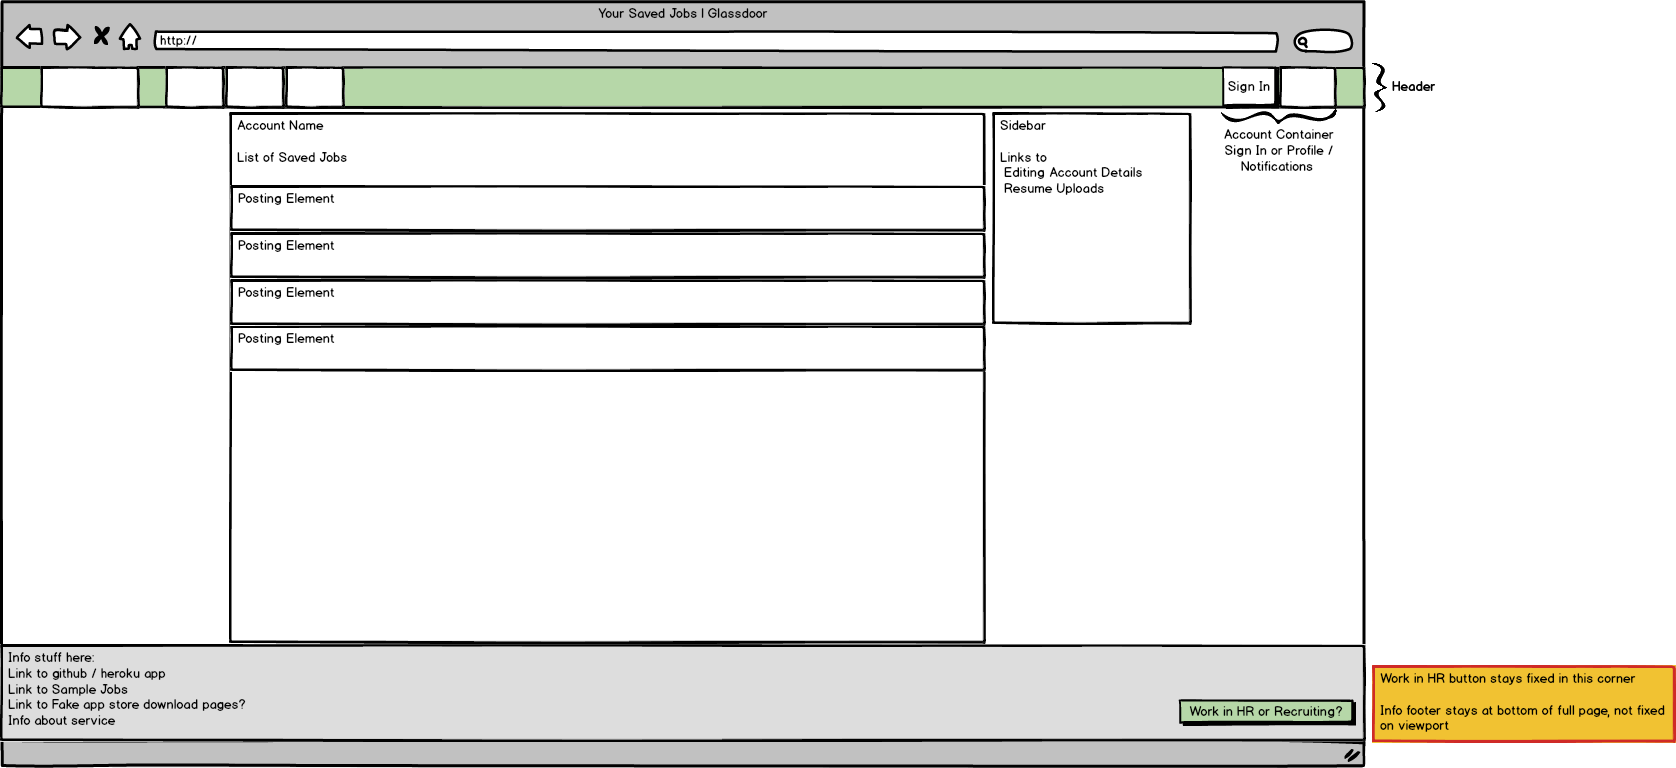 Your Saved Jobs | Glassdoor
http://
Sign In
Header
Account Container
Sign In or Profile /
Notifications
Account Name
List of Saved Jobs
Posting Element
Posting Element
Posting Element
Posting Element
Sidebar
Links to
Editing Account Details
Resume Uploads
Info stuff here:
Link to github / heroku app
Link to Sample Jobs
Link to Fake app store download pages?
Info about service
Work in HR or Recruiting?
Work in HR button stays fixed in this corner
Info footer stays at bottom of full page, not fixed
on viewport